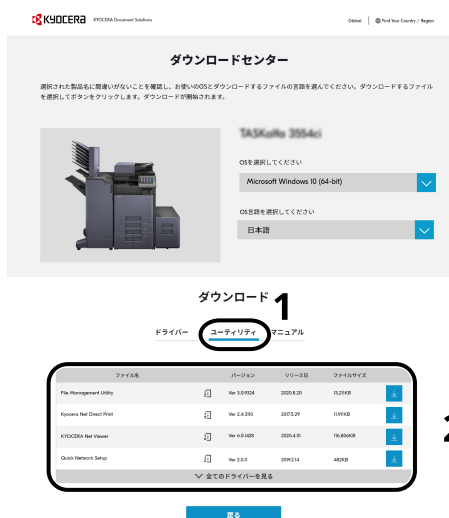 KYOCERA KYOCERA Document Solutions
Global Find Your Country / Region
ダウンロードセンター
選択された製品名に間違いがないことを確認し、お使いのOSとダウンロードするファイルの言語を選んでください。ダウンロードするファイル
を選択してボタンをクリックします。ダウンロードが開始されます。
TASKalfa 3554ci
OSを選択してください
Microsoft Windows 10 (64-bit)
OS言語を選択してください
日本語
ダウンロード
1
ドライバー ユーティリティ マニュアル
ファイル名 バージョン リリース日 ファイルサイズ
File Management Utility Ver 3.0.9324 2020.8.20 13,211KB
Kyocera Net Direct Print Ver 2.4.3110 2017.5.29 11,911KB
KYOCERA Net Viewer Ver 6.0.1428 2020.4.10 116,806KB
Quick Network Setup Ver 2.0.11 2019.2.14 482KB
全てのドライバーを見る
2
戻る